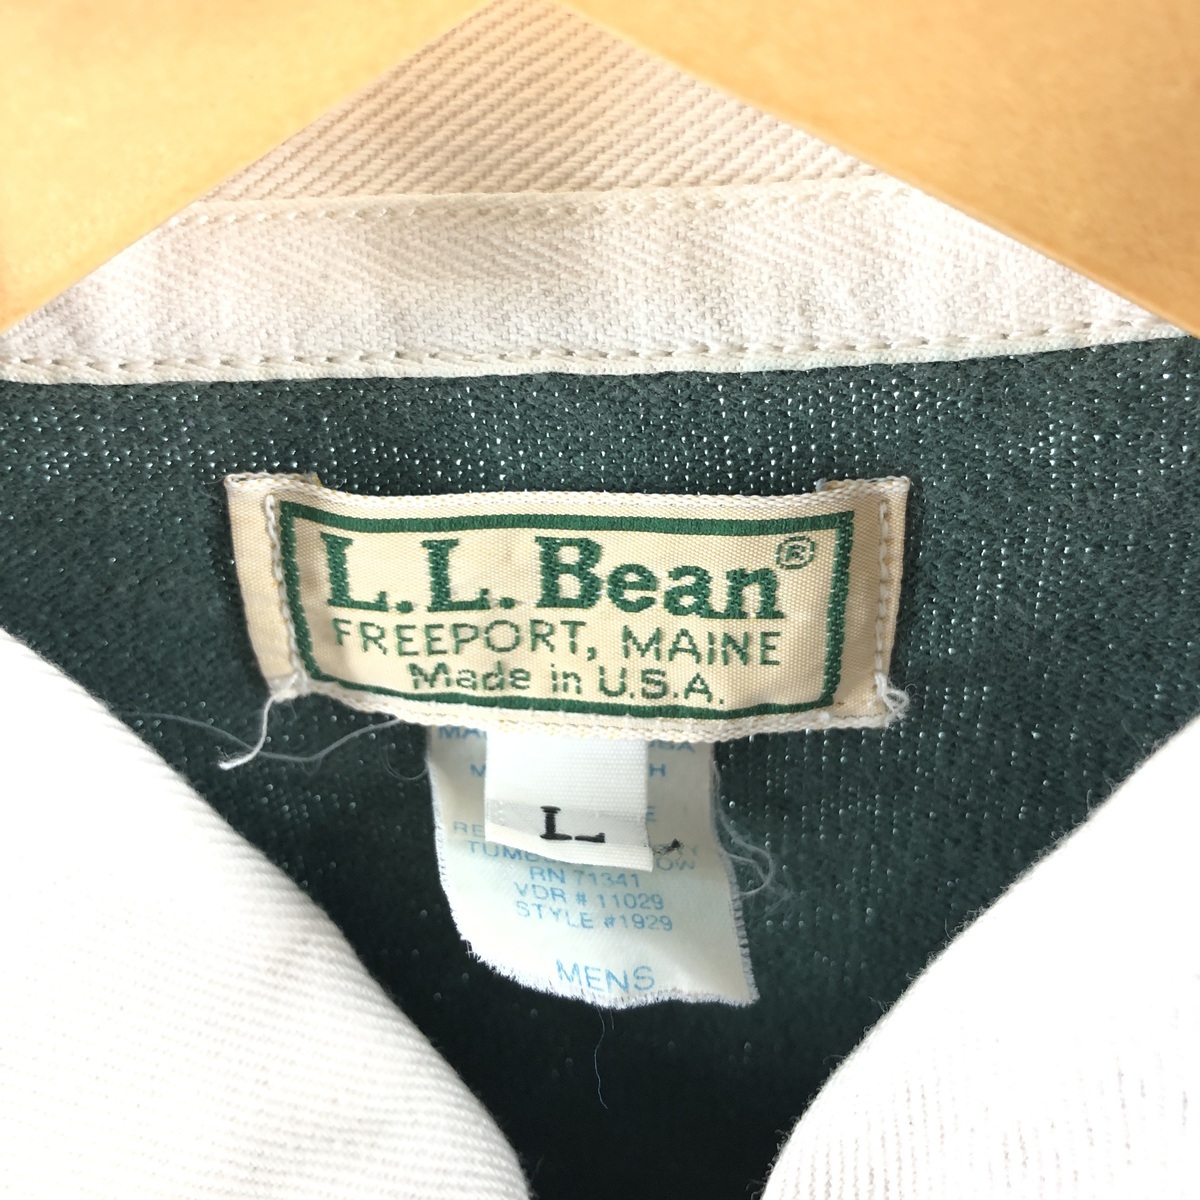 L.L.Bean®
FREEPORT, MAINE
Made in U.S.A.
L
RN 71341
VDR # 11029
STYLE #1929
MENS